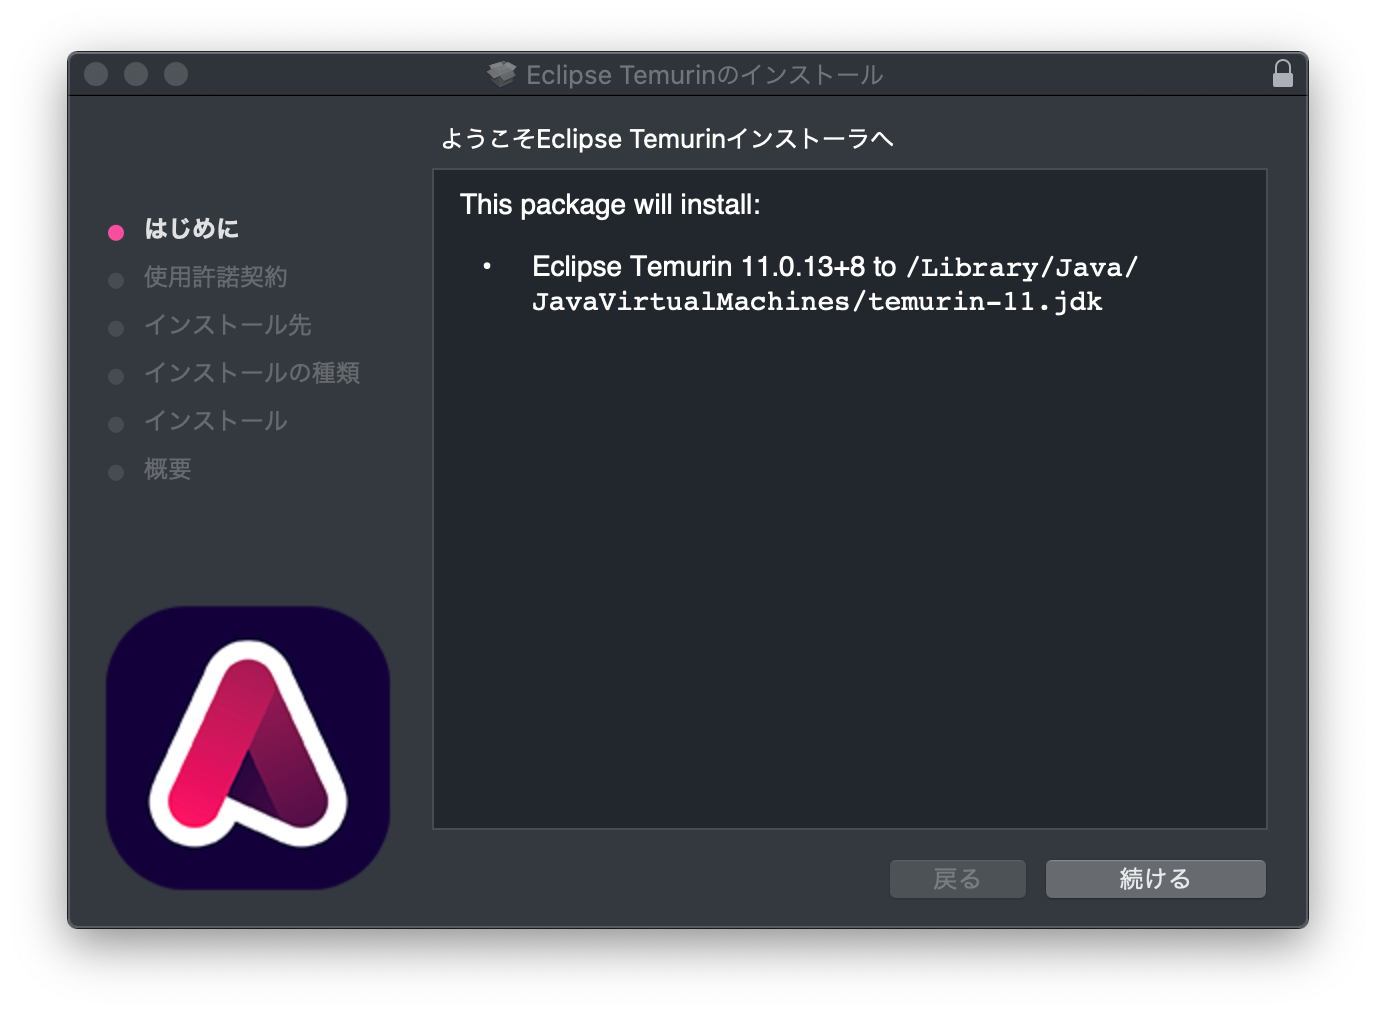 Eclipse Temurinのインストール
ようこそEclipse Temurinインストーラへ
はじめに
使用許諾契約
インストール先
インストールの種類
インストール
概要
This package will install:
• Eclipse Temurin 11.0.13+8 to /Library/Java/
JavaVirtualMachines/temurin-11.jdk
戻る
続ける